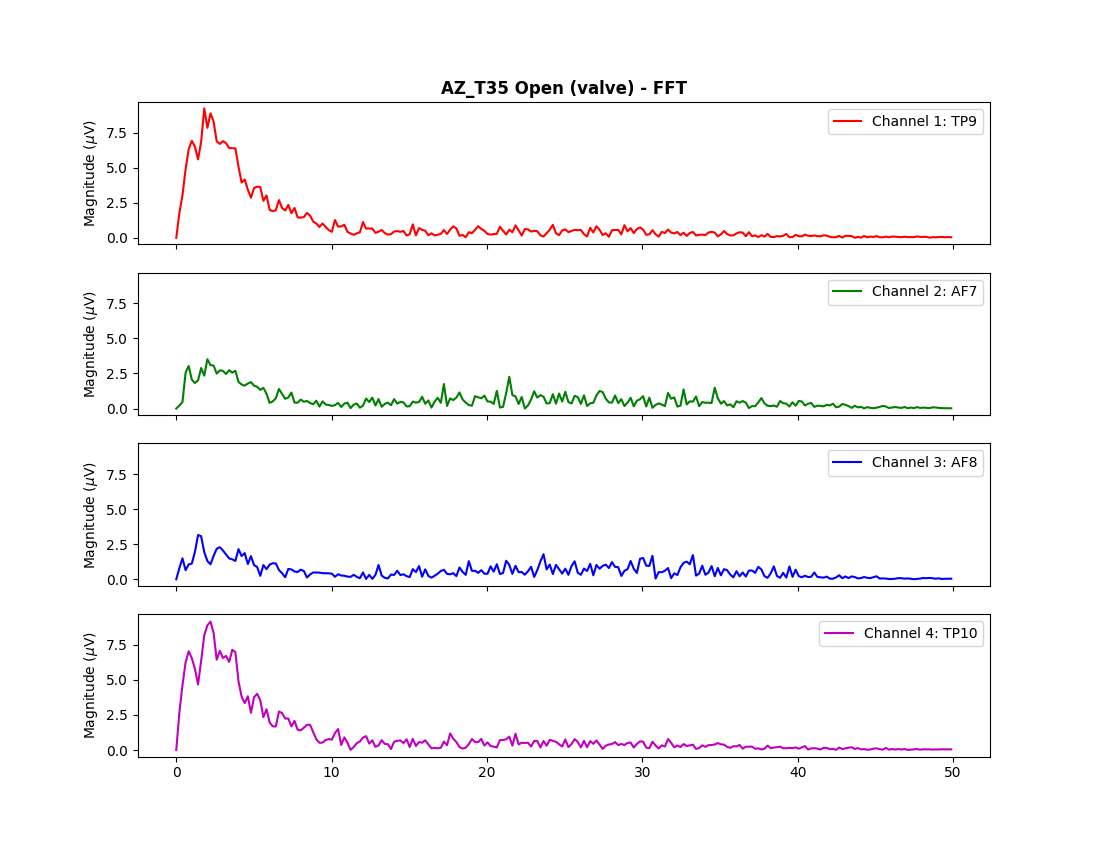 AZ_T35 Open (valve) - FFT
Magnitude (μV)
7.5
5.0
2.5
0.0
Channel 1: TP9
Magnitude (μV)
7.5
5.0
2.5
0.0
Channel 2: AF7
Magnitude (μV)
7.5
5.0
2.5
0.0
Channel 3: AF8
Magnitude (μV)
7.5
5.0
2.5
0.0
Channel 4: TP10
0 10 20 30 40 50